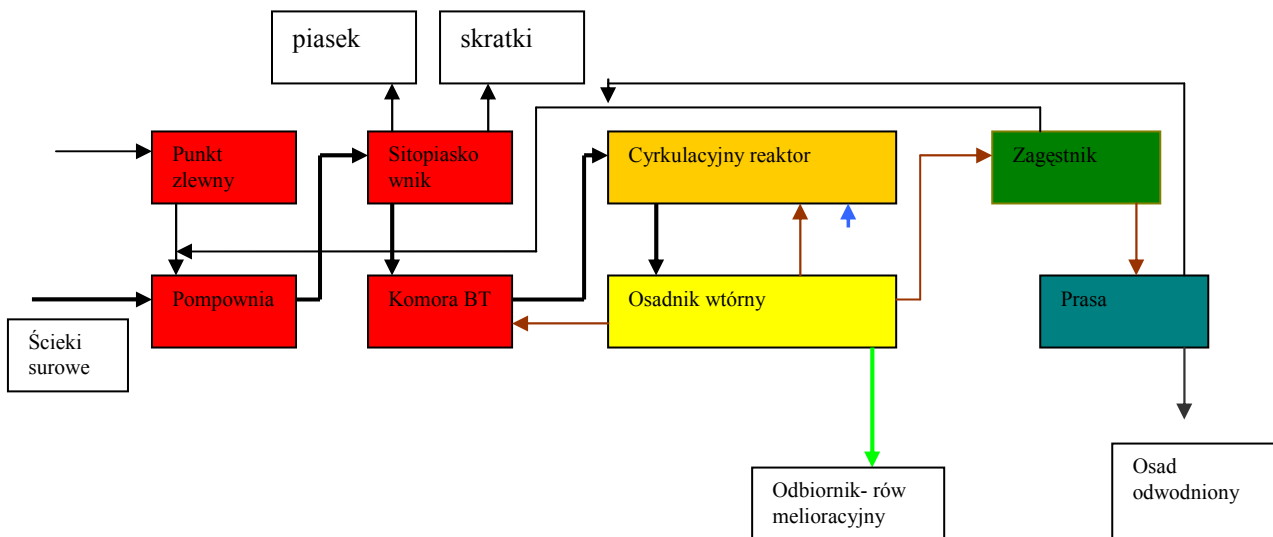 piasek
skratki
Punkt
zlewny
Sitopiasko
wnik
Cyrkulacyjny reaktor
Zagęstnik
Pompownia
Komora BT
Osadnik wtórny
Prasa
Ścieki
surowe
Odbiornik- rów
melioracyjny
Osad
odwodniony